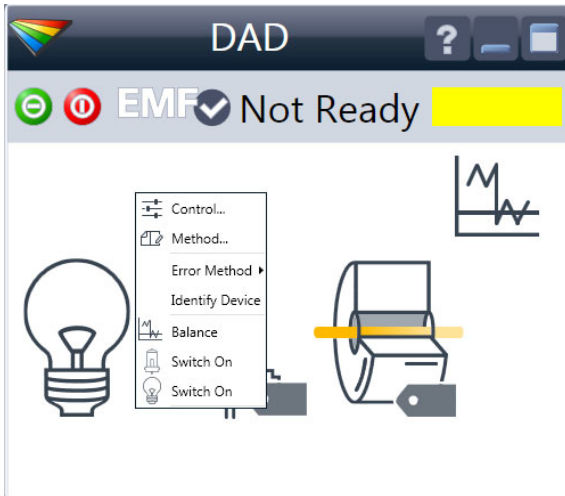 DAD
?
EMF Not Ready
Control...
Method...
Error Method
Identify Device
Balance
Switch On
Switch On